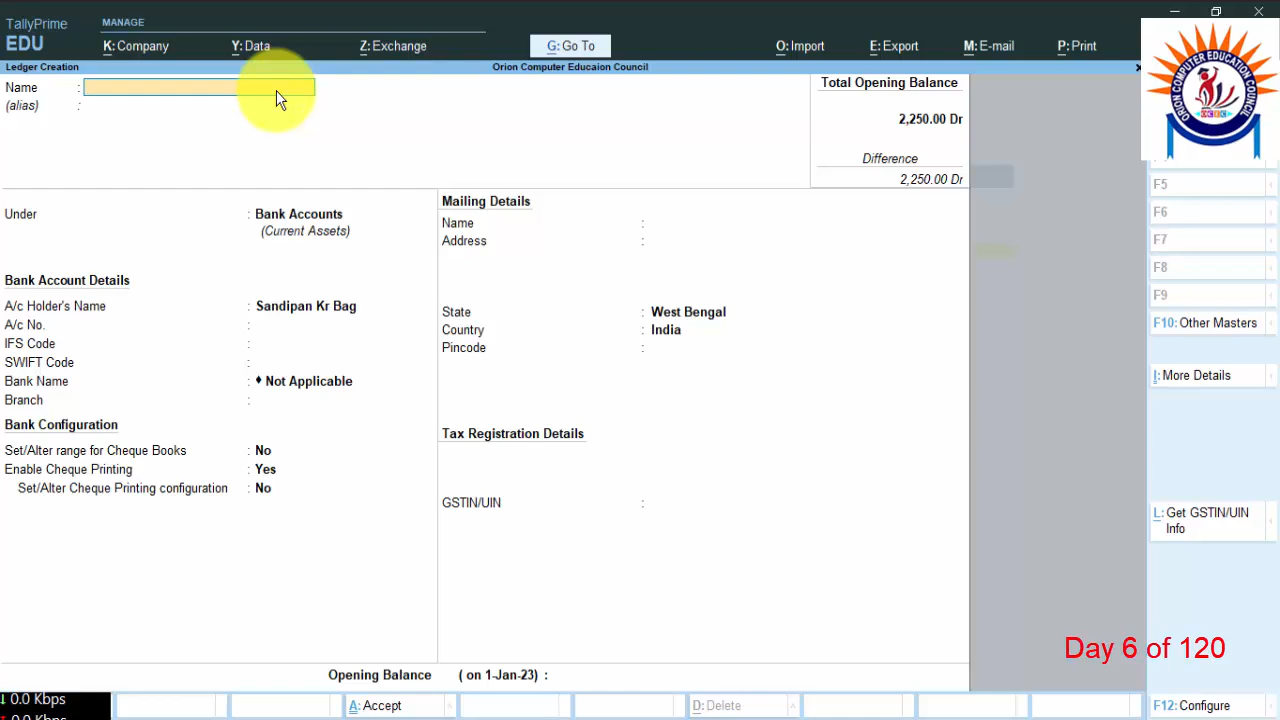 TallyPrime
EDU
MANAGE
K: Company
Y: Data
Z: Exchange
G: Go To
O: Import
E: Export
M: E-mail
P: Print
Ledger Creation
Orion Computer Educaion Council
Name :
(alias) :
Total Opening Balance
2,250.00 Dr
Difference
2,250.00 Dr
Under : Bank Accounts
(Current Assets)
Bank Account Details
A/c Holder's Name : Sandipan Kr Bag
A/c No. :
IFS Code :
SWIFT Code :
Bank Name : ♦ Not Applicable
Branch :
Bank Configuration
Set/Alter range for Cheque Books : No
Enable Cheque Printing : Yes
Set/Alter Cheque Printing configuration : No
Mailing Details
Name :
Address :
State : West Bengal
Country : India
Pincode :
Tax Registration Details
GSTIN/UIN :
Opening Balance ( on 1-Jan-23) :
ORION COMPUTER EDUCATION COUNCIL
OCEC
F5
F6
F7
F8
F9
F10: Other Masters
I: More Details
L: Get GSTIN/UIN
Info
Day 6 of 120
↓ 0.0 Kbps
A: Accept
D: Delete
F12: Configure